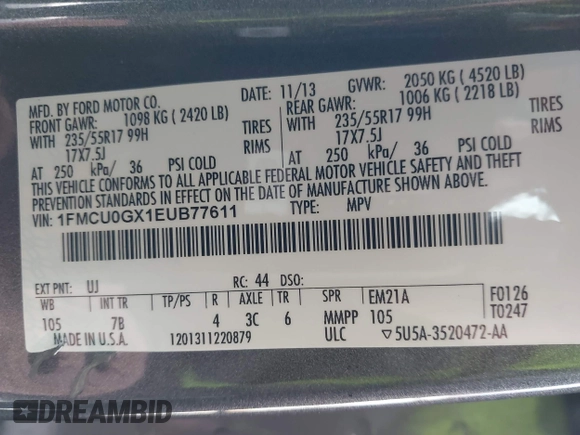 MFD. BY FORD MOTOR CO.
DATE: 11/13 GVWR: 2050 KG ( 4520 LB)
FRONT GAWR: 1098 KG ( 2420 LB) REAR GAWR: 1006 KG ( 2218 LB)
WITH 235/55R17 99H TIRES WITH 235/55R17 99H TIRES
17X7.5J RIMS 17X7.5J RIMS
AT 250 kPa/ 36 PSI COLD AT 250 kPa/ 36 PSI COLD
THIS VEHICLE CONFORMS TO ALL APPLICABLE FEDERAL MOTOR VEHICLE SAFETY AND THEFT
PREVENTION STANDARDS IN EFFECT ON THE DATE OF MANUFACTURE SHOWN ABOVE.
VIN: 1FMCU0GX1EUB77611 TYPE: MPV
EXT PNT: UJ RC: 44 DSO:
WB INT TR TP/PS R AXLE TR SPR EM21A F0126
105 7B 4 3C 6 MMPP 105 T0247
MADE IN U.S.A. 1201311220879 ULC ▽5U5A-3520472-AA
DREAMBID